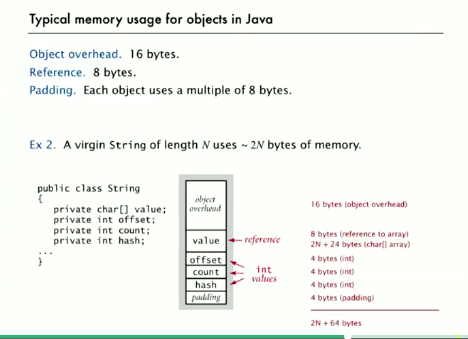 Typical memory usage for objects in Java
Object overhead. 16 bytes.
Reference. 8 bytes.
Padding. Each object uses a multiple of 8 bytes.
Ex 2. A virgin String of length N uses ~ 2N bytes of memory.
public class String
{
private char[] value;
private int offset;
private int count;
private int hash;
...
}
object
overhead
value
reference
offset
count
hash
padding
int
values
16 bytes (object overhead)
8 bytes (reference to array)
2N + 24 bytes (char[] array)
4 bytes (int)
4 bytes (int)
4 bytes (int)
4 bytes (padding)
2N + 64 bytes